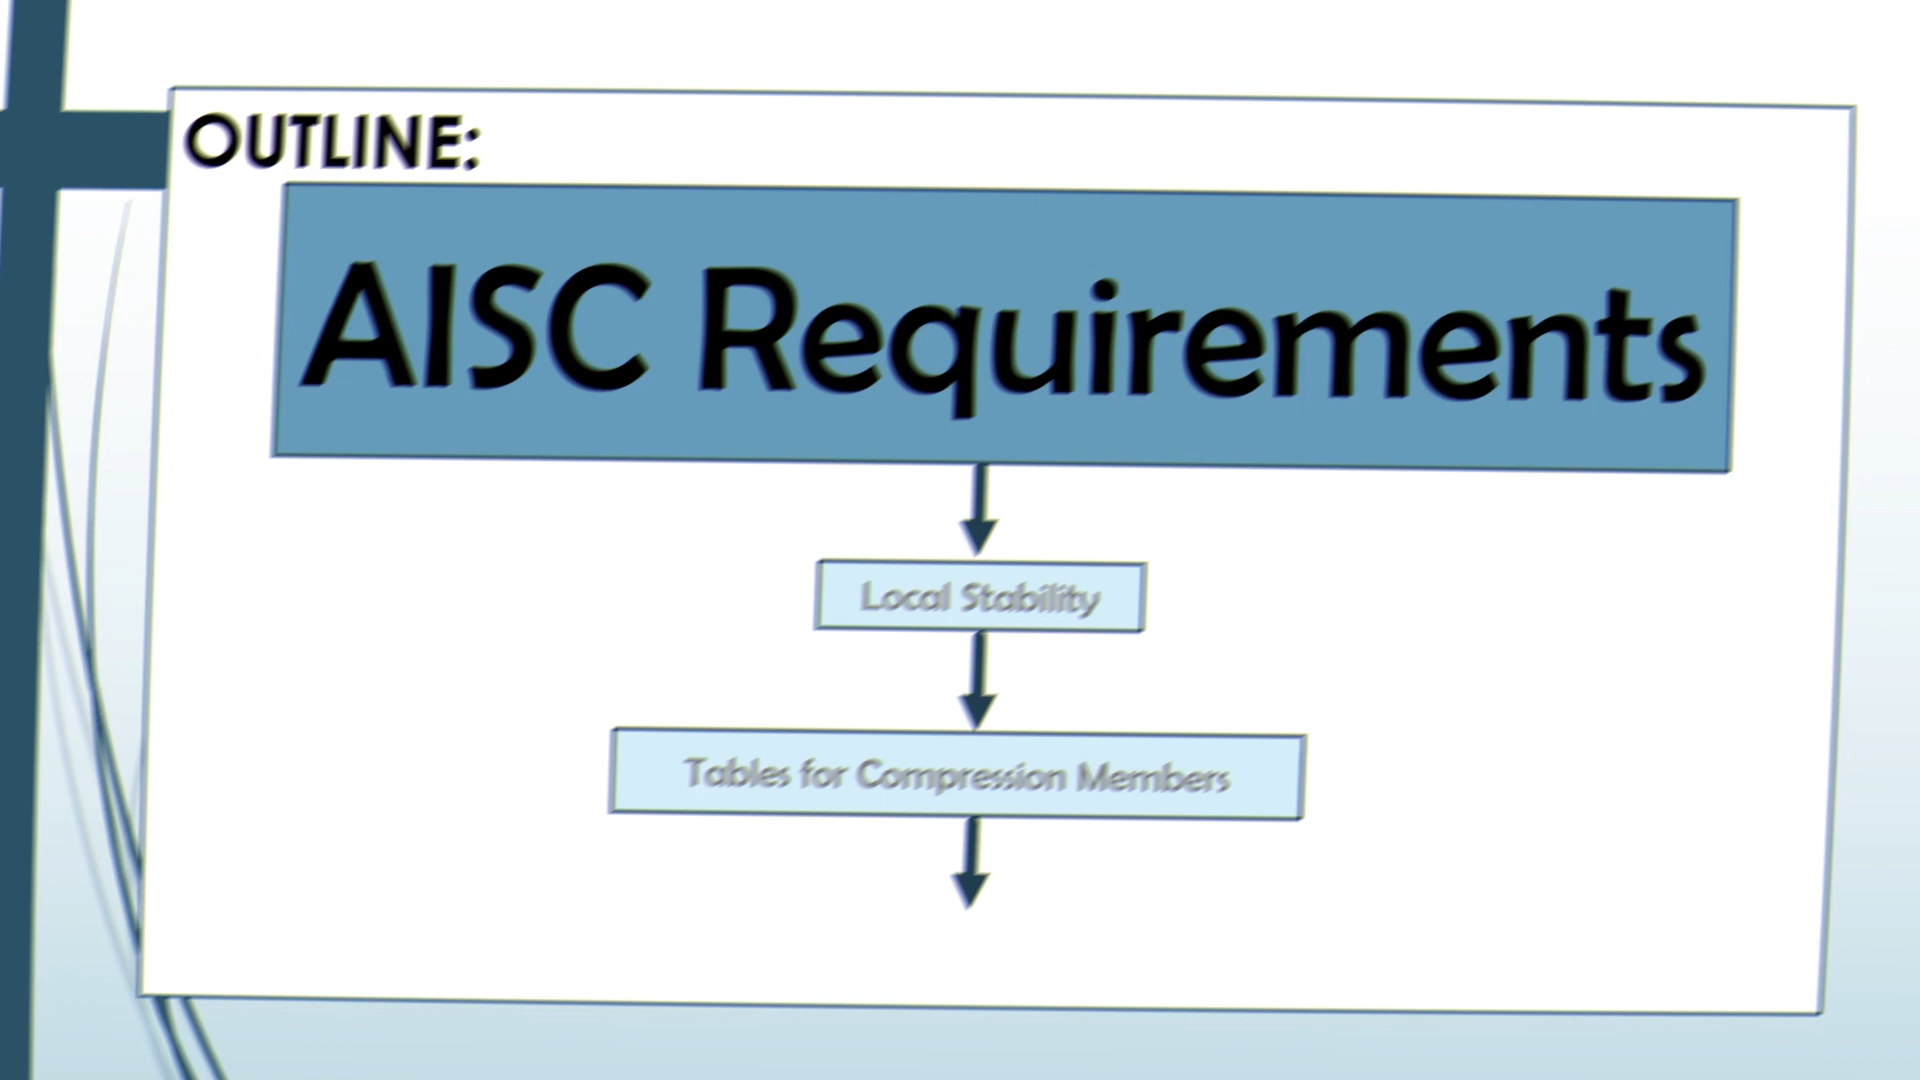 OUTLINE:
AISC Requirements
Local Stability
Tables for Compression Members